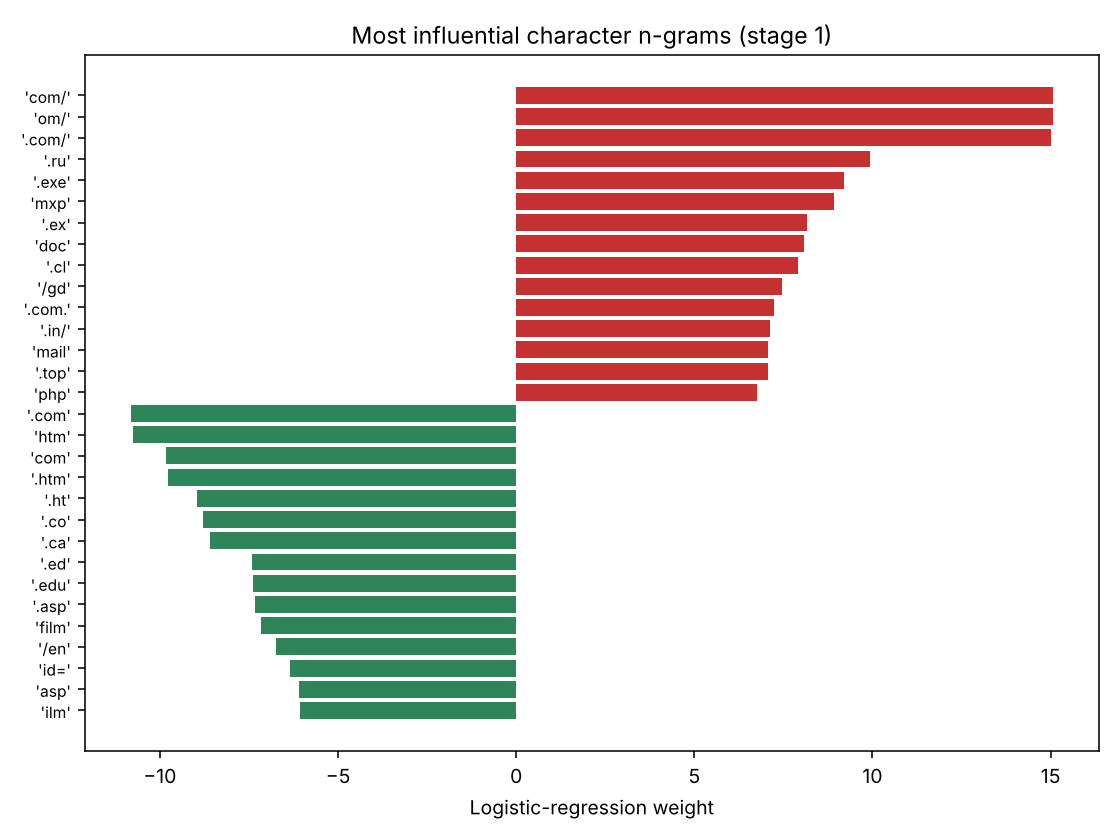 Most influential character n-grams (stage 1)
'com/'
'om/'
'.com/'
'.ru'
'.exe'
'mxp'
'.ex'
'doc'
'.cl'
'/gd'
'.com.'
'.in/'
'mail'
'.top'
'php'
'.com'
'htm'
'com'
'.htm'
'.ht'
'.co'
'.ca'
'.ed'
'.edu'
'.asp'
'film'
'/en'
'id='
'asp'
'ilm'
−10 −5 0 5 10 15
Logistic-regression weight